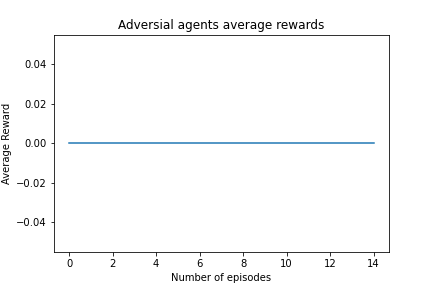 Adversial agents average rewards
Average Reward
0.04
0.02
0.00
−0.02
−0.04
0 2 4 6 8 10 12 14
Number of episodes